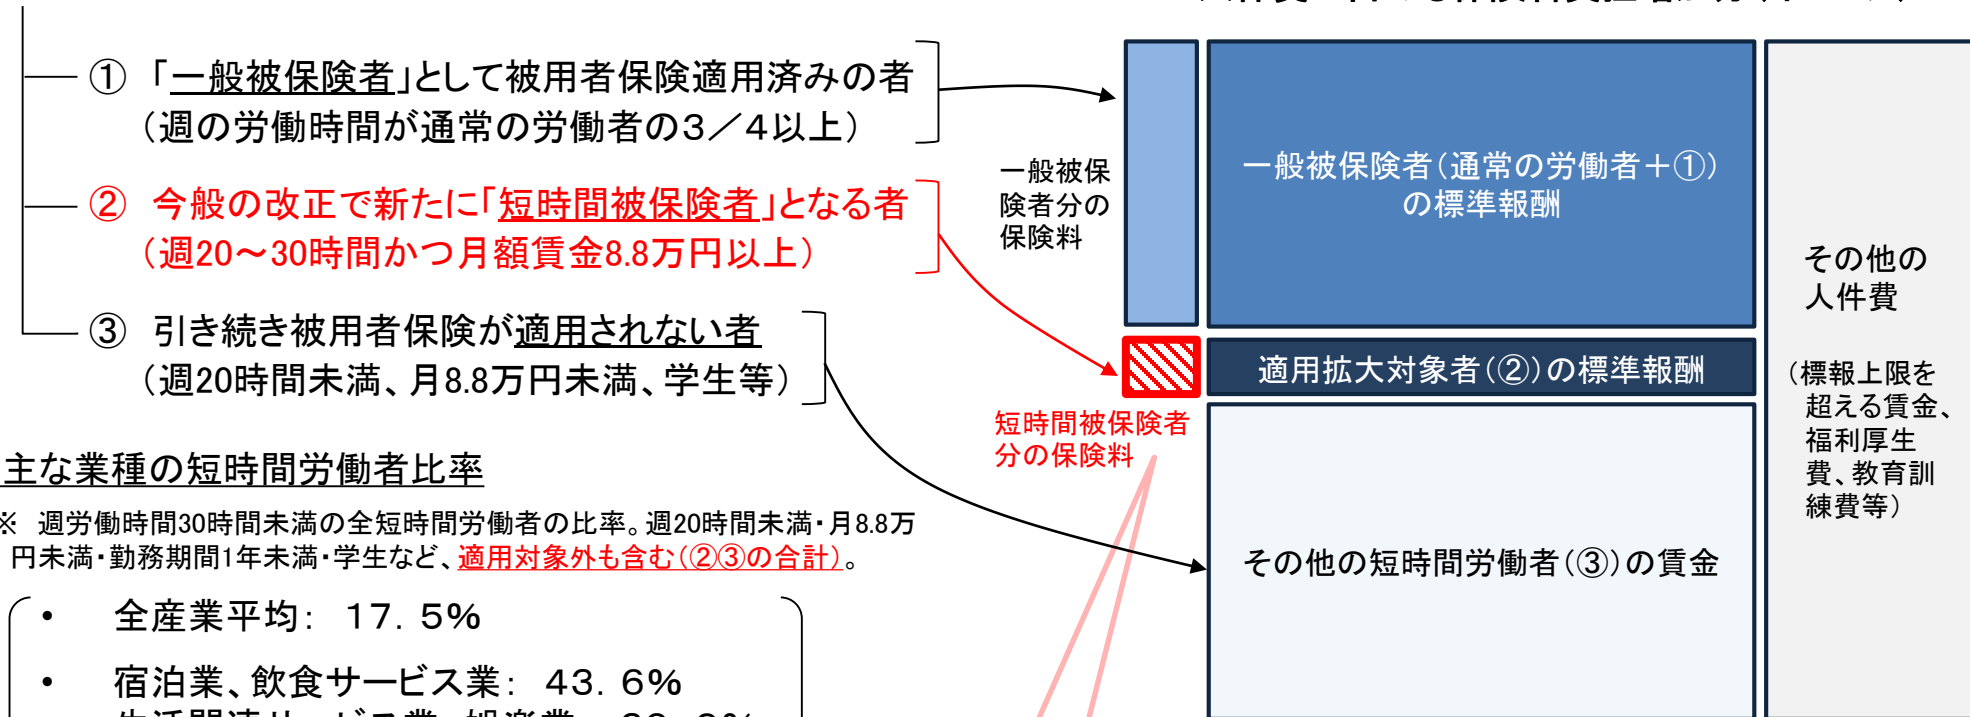 ① 「一般被保険者」として被用者保険適用済みの者
（週の労働時間が通常の労働者の３／４以上）
② 今般の改正で新たに「短時間被保険者」となる者
（週20～30時間かつ月額賃金8.8万円以上）
③ 引き続き被用者保険が適用されない者
（週20時間未満、月8.8万円未満、学生等）
主な業種の短時間労働者比率
※ 週労働時間30時間未満の全短時間労働者の比率。週20時間未満・月8.8万
円未満・勤務期間1年未満・学生など、適用対象外も含む（②③の合計）。
• 全産業平均： １７．５％
• 宿泊業、飲食サービス業： ４３．６％
一般被保
険者分の
保険料
短時間被保険者
分の保険料
一般被保険者（通常の労働者＋①）
の標準報酬
適用拡大対象者（②）の標準報酬
その他の短時間労働者（③）の賃金
その他の
人件費
（標報上限を
超える賃金、
福利厚生
費、教育訓
練費等）